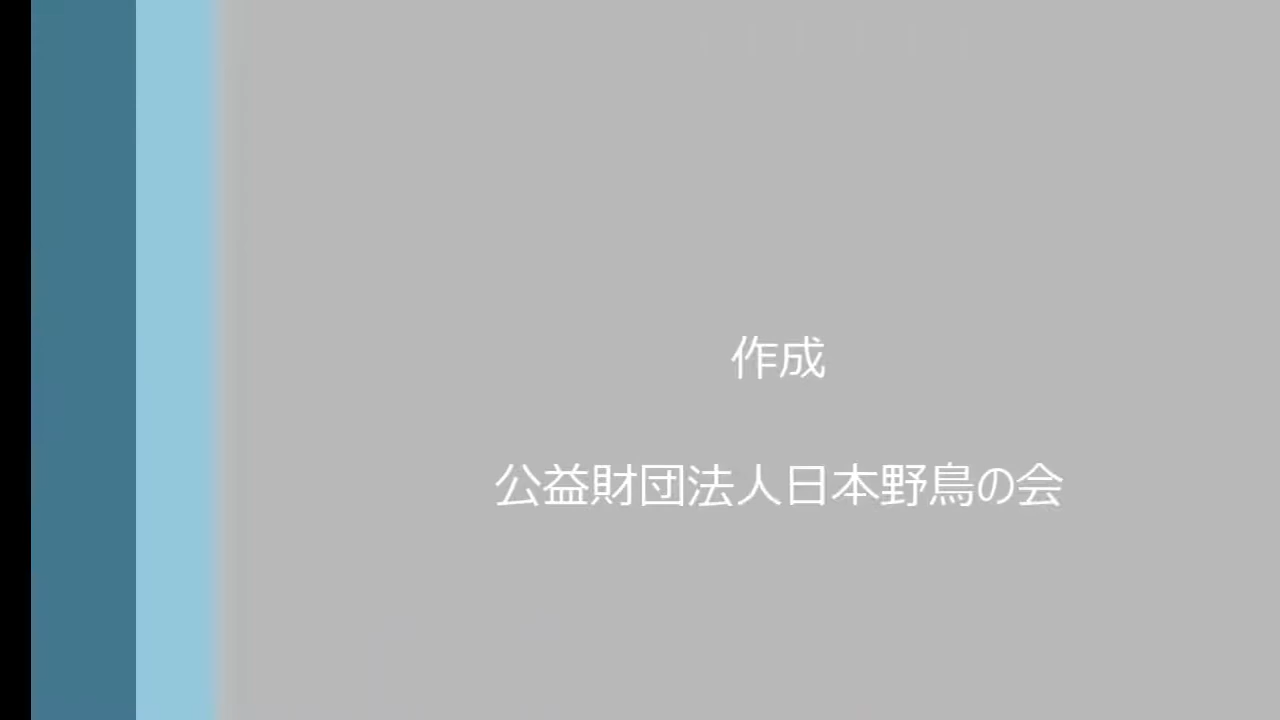 作成
公益財団法人日本野鳥の会